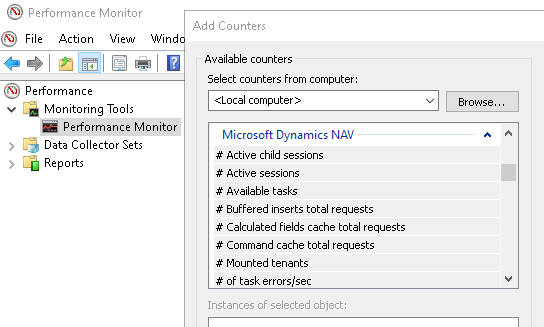 Performance Monitor
File Action View Windo
Add Counters
Performance
Monitoring Tools
Performance Monitor
Data Collector Sets
Reports
Available counters
Select counters from computer:
<Local computer>
Browse...
Microsoft Dynamics NAV
# Active child sessions
# Active sessions
# Available tasks
# Buffered inserts total requests
# Calculated fields cache total requests
# Command cache total requests
# Mounted tenants
# of task errors/sec
Instances of selected object: